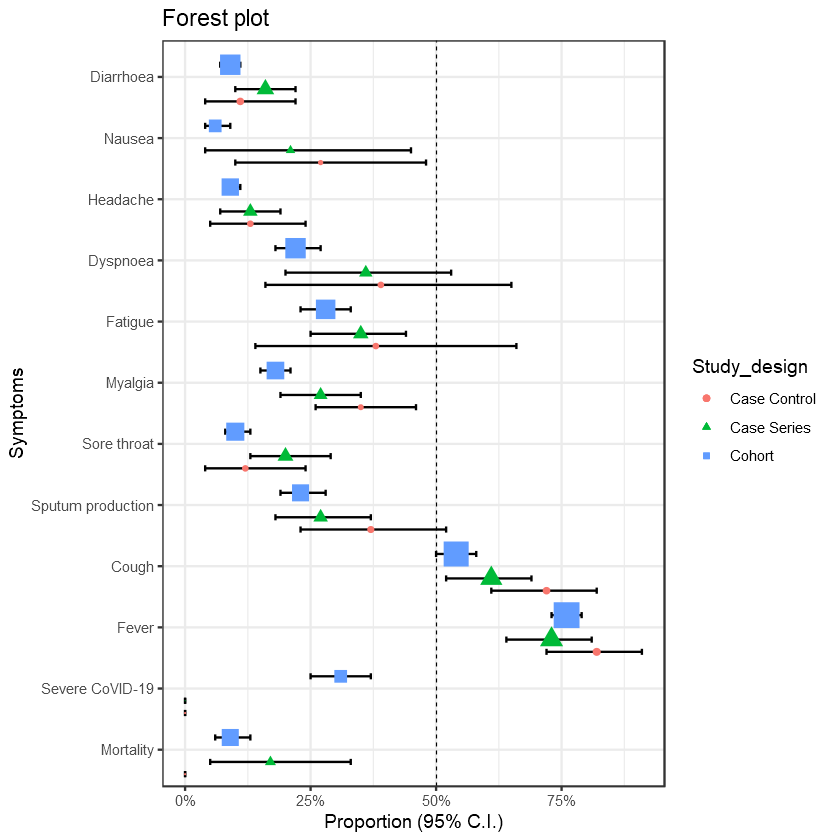 Forest plot
Symptoms
Diarrhoea
Nausea
Headache
Dyspnoea
Fatigue
Myalgia
Sore throat
Sputum production
Cough
Fever
Severe CoVID-19
Mortality
0%
25%
50%
75%
Proportion (95% C.I.)
Study_design
Case Control
Case Series
Cohort